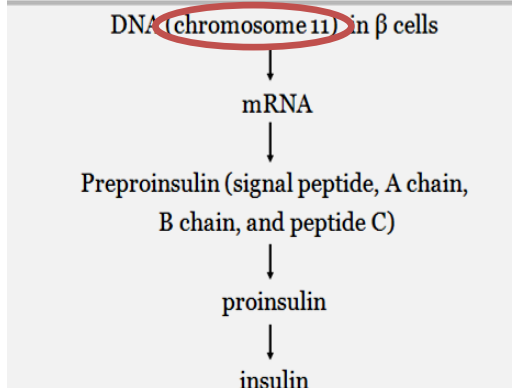 DNA (chromosome 11) in β cells
mRNA
Preproinsulin (signal peptide, A chain,
B chain, and peptide C)
proinsulin
insulin